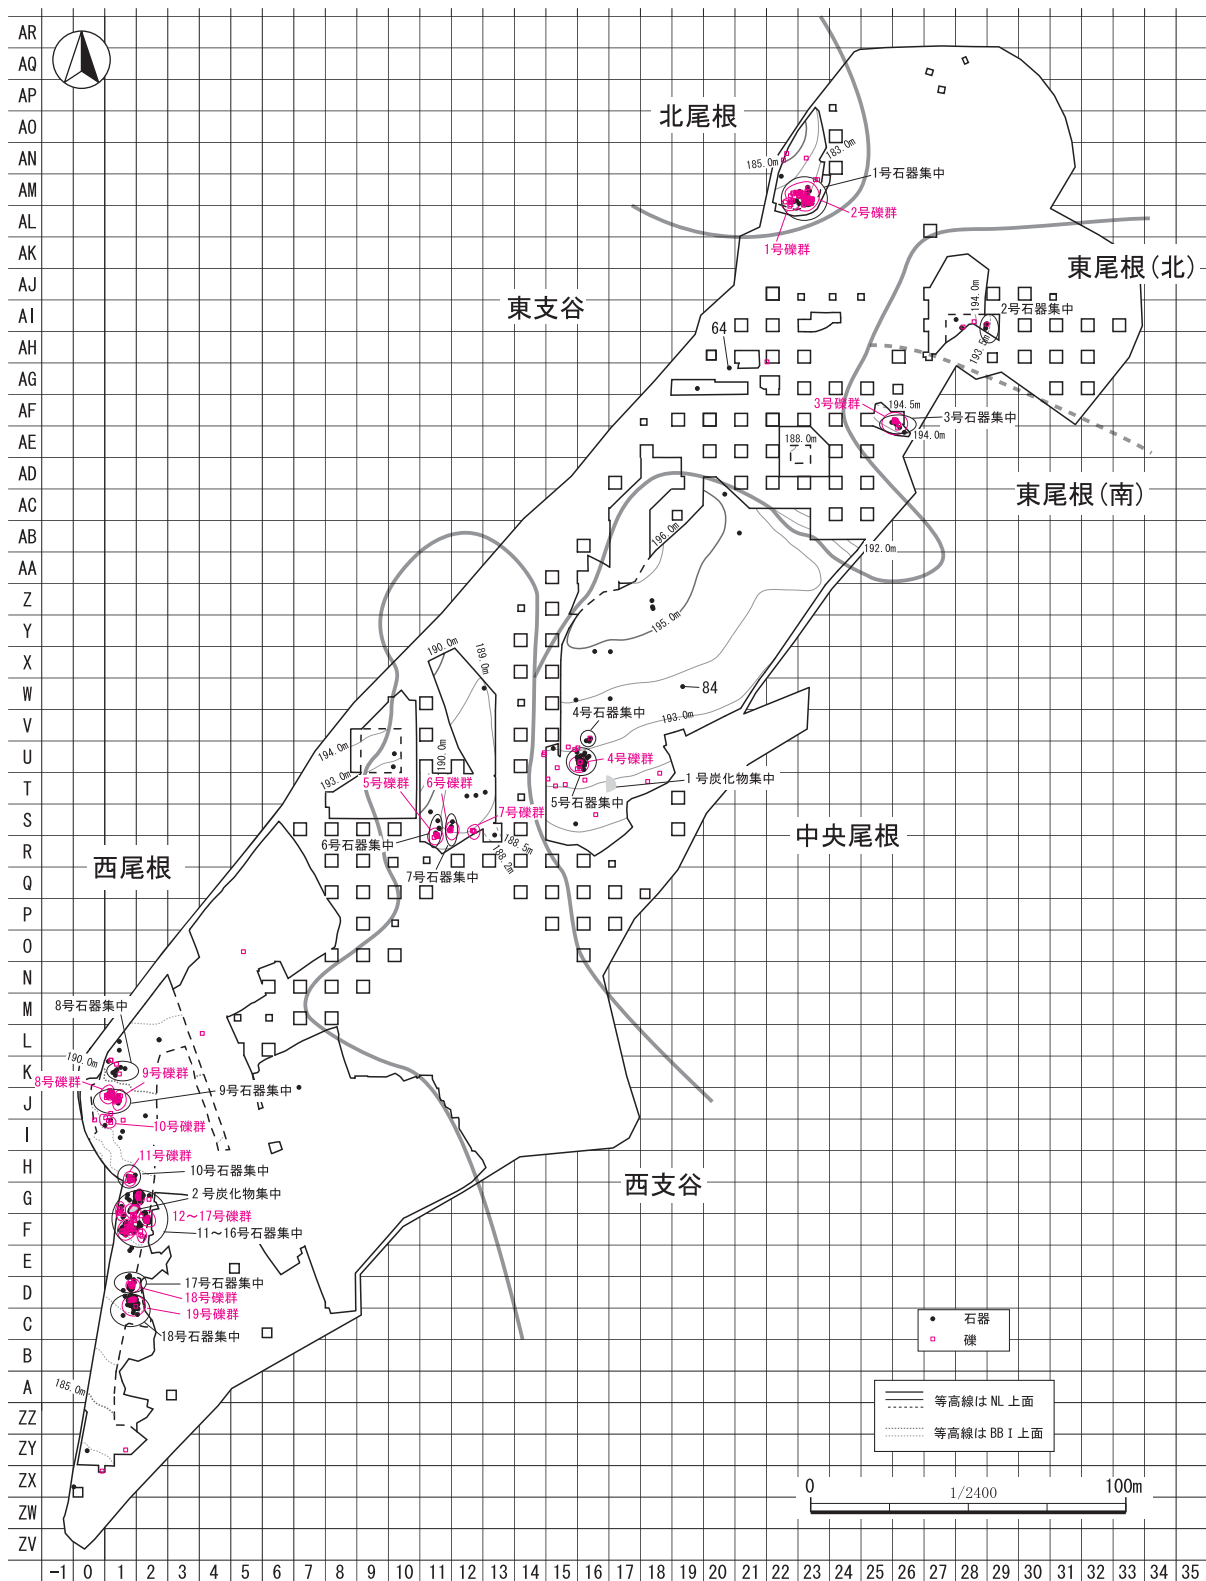 AR
AQ
AP
AO
AN
AM
AL
AK
AJ
AI
AH
AG
AF
AE
AD
AC
AB
AA
Z
Y
X
W
V
U
T
S
R
Q
P
O
N
M
L
K
J
I
H
G
F
E
D
C
B
A
ZZ
ZY
ZX
ZW
ZV
北尾根
185.0m
183.0m
1号石器集中
2号礫群
1号礫群
東尾根(北)
東支谷
194.0m
2号石器集中
193.5m
64
3号礫群
194.5m
3号石器集中
194.0m
188.0m
東尾根(南)
196.0m
192.0m
195.0m
190.0m
189.0m
84
4号石器集中
193.0m
194.0m
193.0m
190.0m
4号礫群
1号炭化物集中
5号礫群
6号礫群
5号石器集中
7号礫群
6号石器集中
188.5m
188.2m
7号石器集中
中央尾根
西尾根
8号石器集中
190.0m
8号礫群
9号礫群
9号石器集中
10号礫群
11号礫群
10号石器集中
2号炭化物集中
12～17号礫群
11～16号石器集中
西支谷
17号石器集中
18号礫群
19号礫群
18号石器集中
185.0m
石器
礫
等高線は NL 上面
等高線は BBⅠ上面
0 100m
1/2400
-1 0 1 2 3 4 5 6 7 8 9 10 11 12 13 14 15 16 17 18 19 20 21 22 23 24 25 26 27 28 29 30 31 32 33 34 35